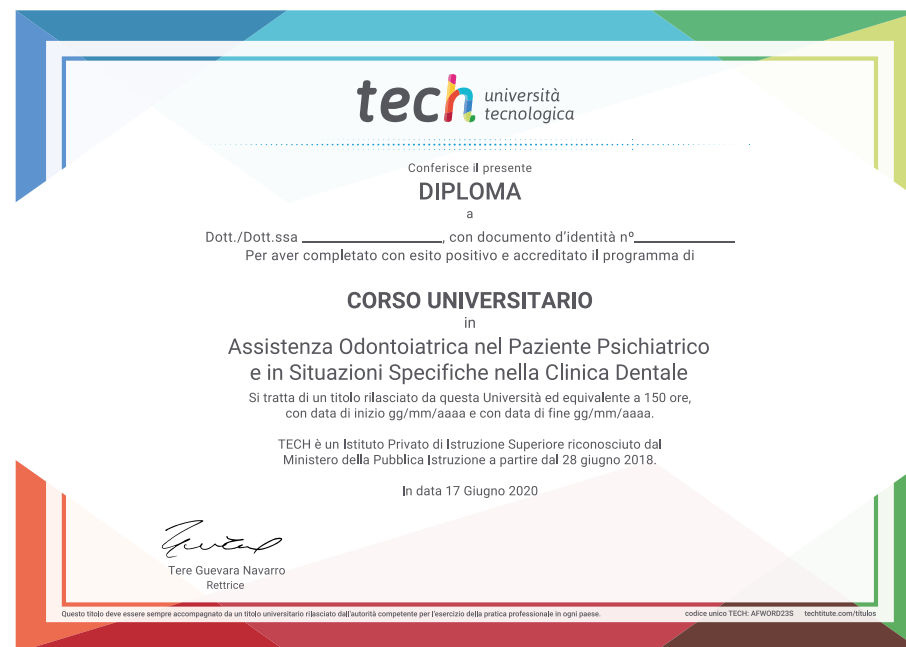 tech università
tecnologica
Conferisce il presente
DIPLOMA
a
Dott./Dott.ssa ____________________, con documento d'identità nº______________
Per aver completato con esito positivo e accreditato il programma di
CORSO UNIVERSITARIO
in
Assistenza Odontoiatrica nel Paziente Psichiatrico
e in Situazioni Specifiche nella Clinica Dentale
Si tratta di un titolo rilasciato da questa Università ed equivalente a 150 ore,
con data di inizio gg/mm/aaaa e con data di fine gg/mm/aaaa.
TECH è un Istituto Privato di Istruzione Superiore riconosciuto dal
Ministero della Pubblica Istruzione a partire dal 28 giugno 2018.
In data 17 Giugno 2020
Tere Guevara Navarro
Rettrice
Questo titolo deve essere sempre accompagnato da un titolo universitario rilasciato dall'autorità competente per l'esercizio della pratica professionale in ogni paese. codice unico TECH: AFWORD23S techtitute.com/titulos